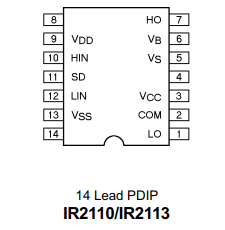 8 HO 7
9 VDD VB 6
10 HIN VS 5
11 SD 4
12 LIN VCC 3
13 VSS COM 2
14 LO 1
14 Lead PDIP
IR2110/IR2113